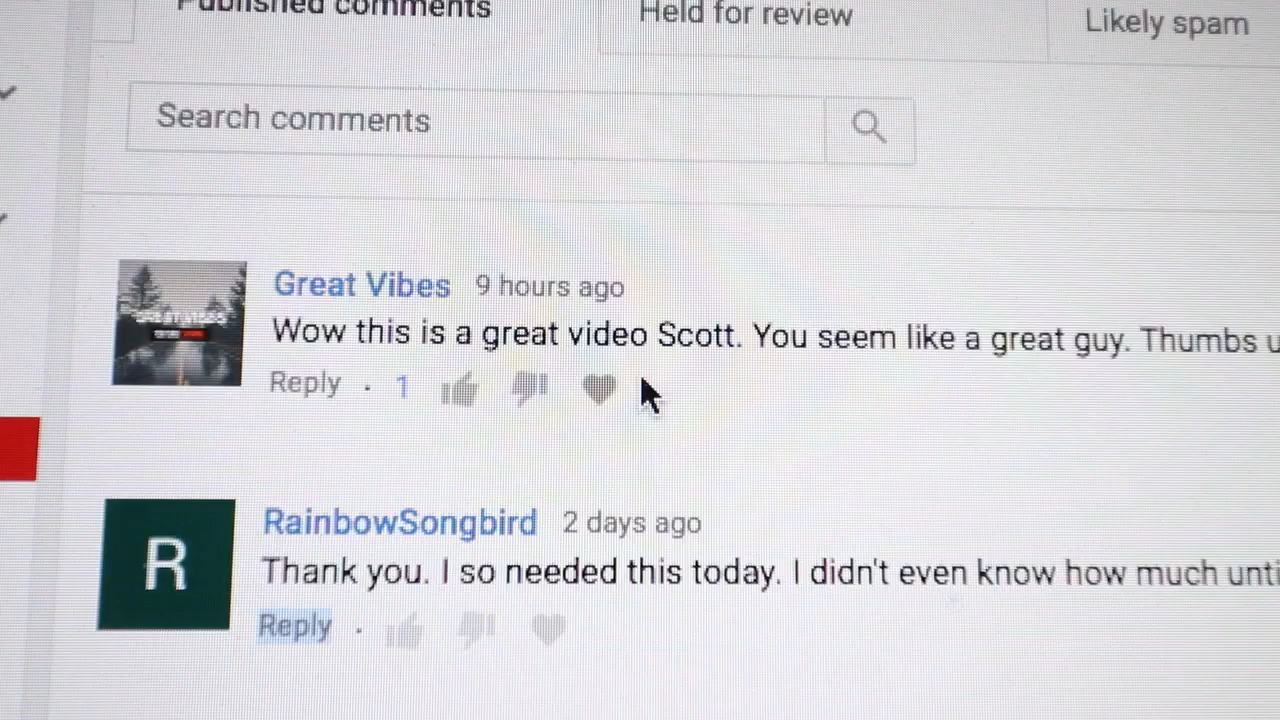 Published comments
Held for review
Likely spam
Search comments
Great Vibes 9 hours ago
Wow this is a great video Scott. You seem like a great guy. Thumbs u
Reply · 1
R
RainbowSongbird 2 days ago
Thank you. I so needed this today. I didn't even know how much unti
Reply ·